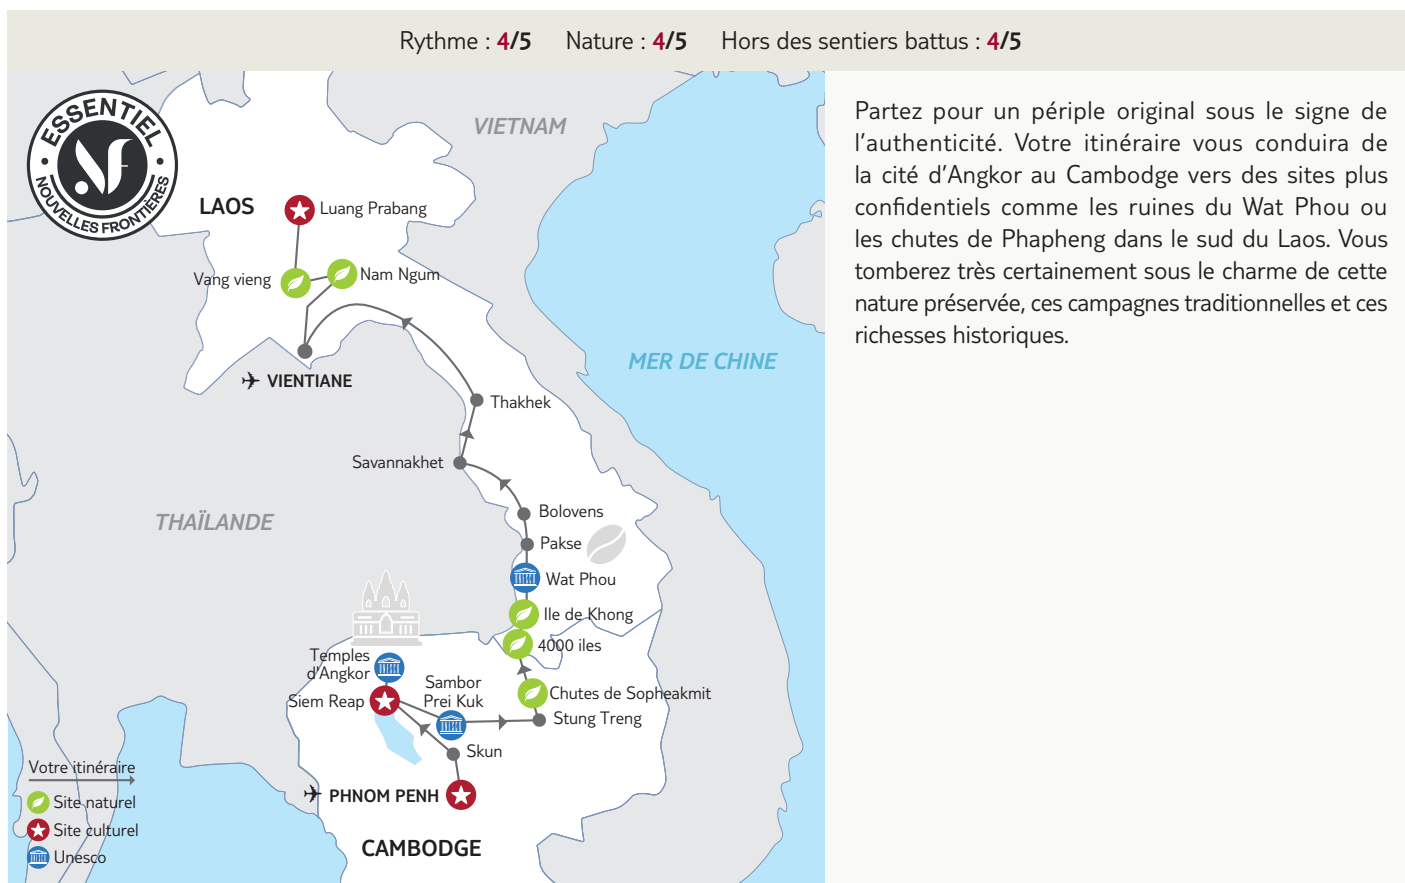 Rythme : 4/5 Nature : 4/5 Hors des sentiers battus : 4/5
ESSENTIEL
NF
NOUVELLES FRONTIÈRES
VIETNAM
LAOS
Luang Prabang
Vang vieng
Nam Ngum
MER DE CHINE
VIENTIANE
Thakhek
Savannakhet
THAÏLANDE
Bolovens
Pakse
Wat Phou
Ile de Khong
4000 iles
Temples
d'Angkor
Siem Reap
Sambor
Prei Kuk
Chutes de Sopheakmit
Stung Treng
Skun
PHNOM PENH
CAMBODGE
Votre itinéraire
Site naturel
Site culturel
Unesco
Partez pour un périple original sous le signe de
l’authenticité. Votre itinéraire vous conduira de
la cité d’Angkor au Cambodge vers des sites plus
confidentiels comme les ruines du Wat Phou ou
les chutes de Phapheng dans le sud du Laos. Vous
tomberez très certainement sous le charme de cette
nature préservée, ces campagnes traditionnelles et ces
richesses historiques.